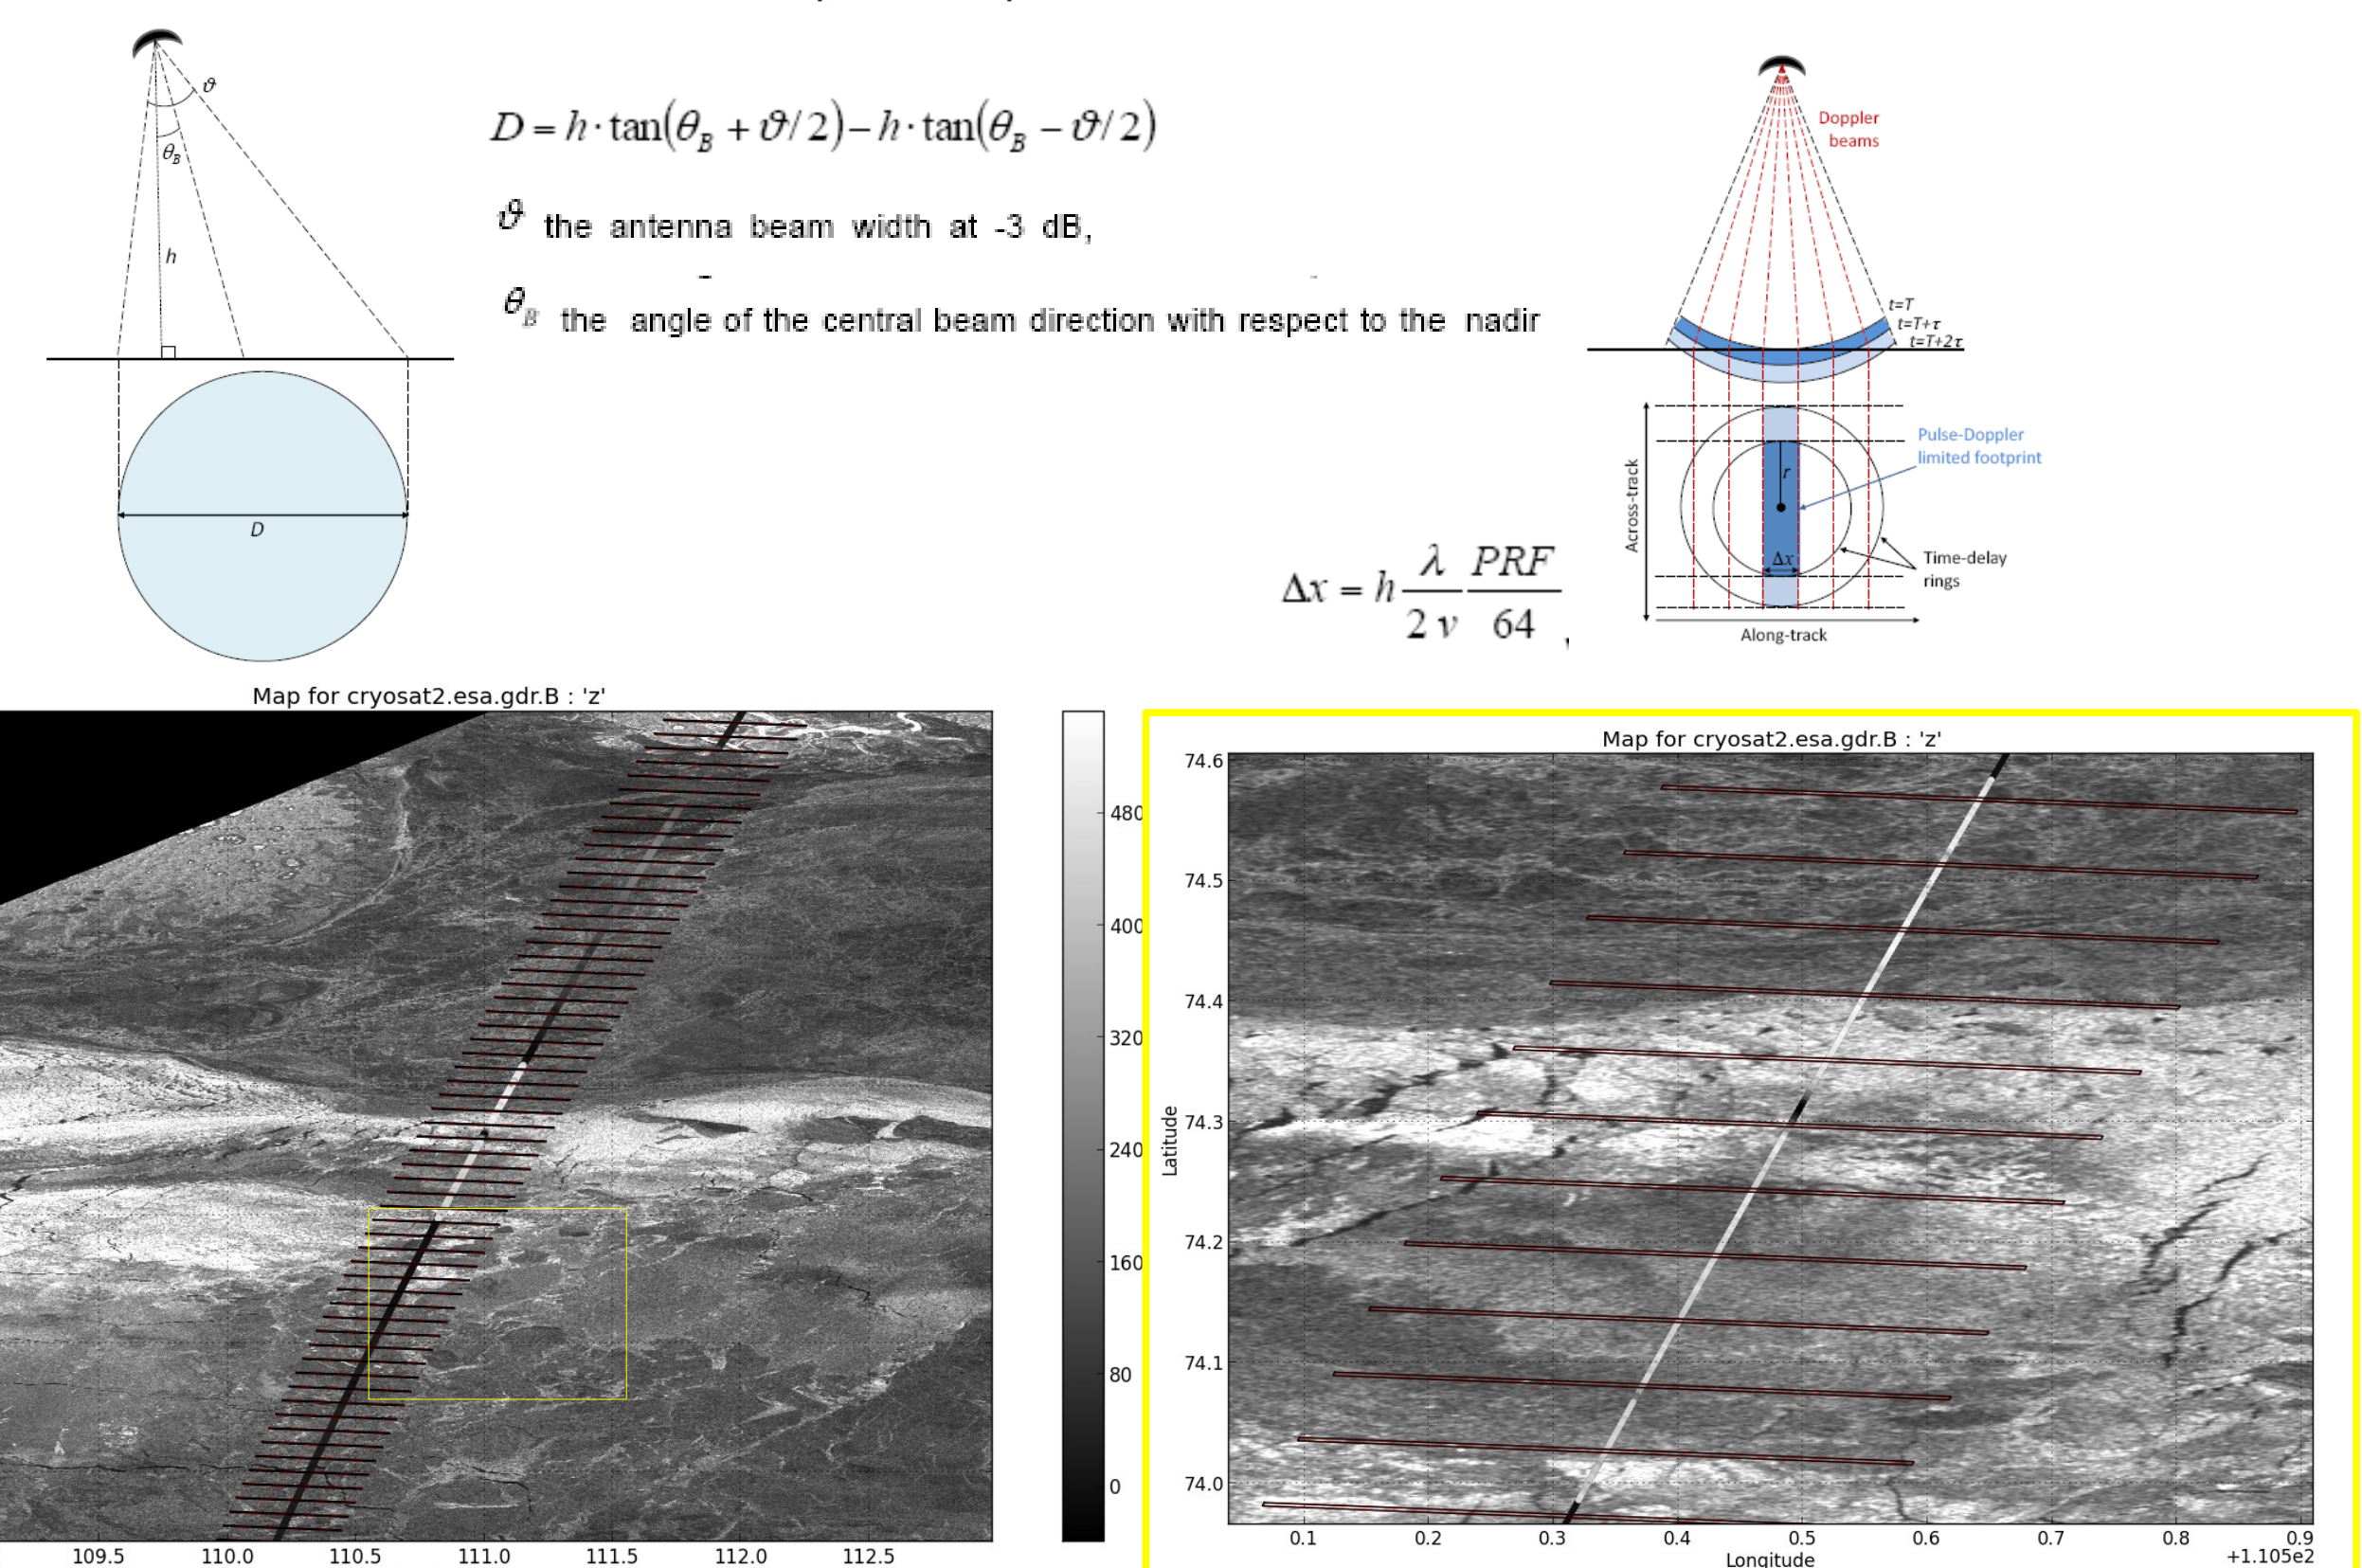 ϑ
θ_B
h
D
D = h · tan(θ_B + ϑ/2) − h · tan(θ_B − ϑ/2)
ϑ the antenna beam width at -3 dB,
θ_B the angle of the central beam direction with respect to the nadir
Doppler
beams
t=T
t=T+τ
t=T+2τ
Pulse-Doppler
limited footprint
r
Δx
Across-track
Time-delay
rings
Along-track
Δx = h λ/2v PRF/64 ,
Map for cryosat2.esa.gdr.B : 'z'
480
400
320
240
160
80
0
109.5 110.0 110.5 111.0 111.5 112.0 112.5
Map for cryosat2.esa.gdr.B : 'z'
74.6
74.5
74.4
74.3
74.2
74.1
74.0
Latitude
0.1 0.2 0.3 0.4 0.5 0.6 0.7 0.8 0.9
Longitude
+1.105e2